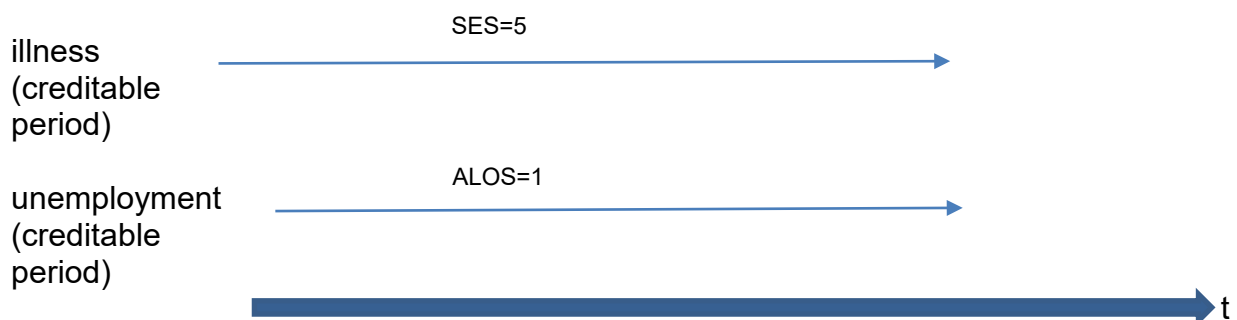 SES=5
illness
(creditable
period)
ALOS=1
unemployment
(creditable
period)
t